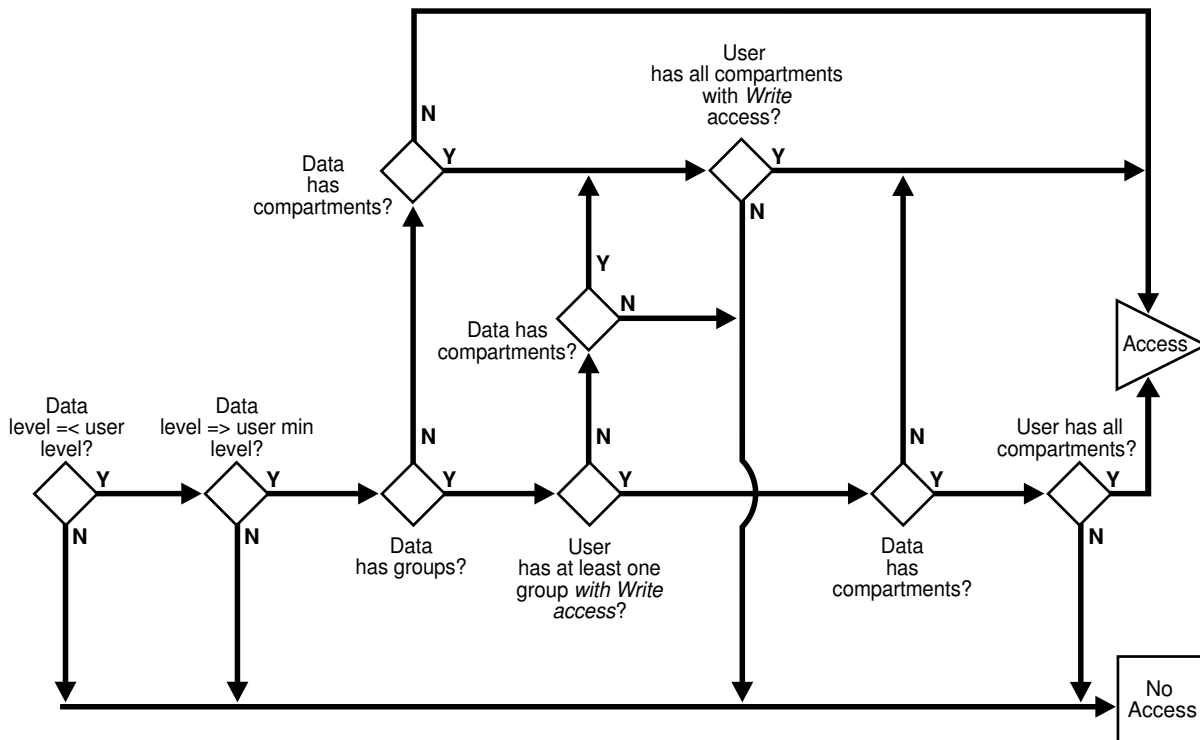 User
has all compartments
with Write
access?
N
Y
Y
Data
has
compartments?
N
Y
N
Data has
compartments?
Access
Data
level =< user
level?
Data
level => user min
level?
User has all
compartments?
N
N
N
Y
Y
Y
Y
Y
Y
N
N
N
Data
has groups?
User
has at least one
group with Write
access?
Data
has
compartments?
No
Access